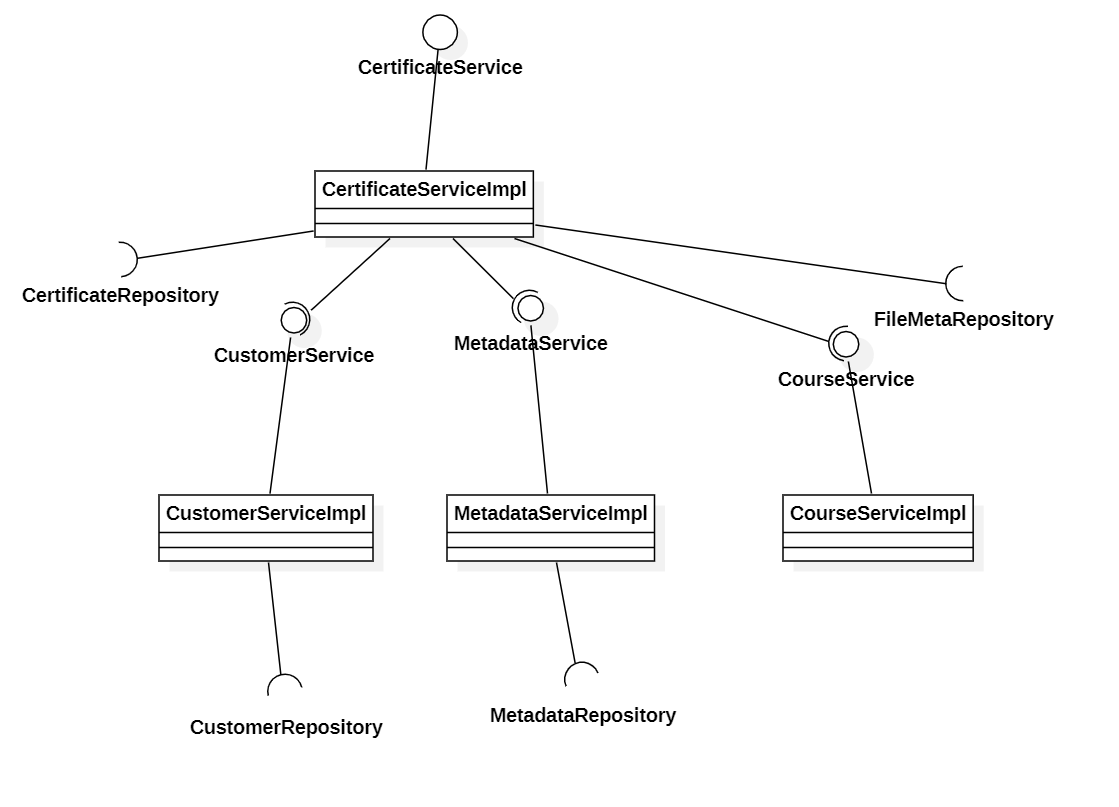 CertificateService
CertificateServiceImpl
CertificateRepository
FileMetaRepository
CustomerService
MetadataService
CourseService
CustomerServiceImpl
MetadataServiceImpl
CourseServiceImpl
CustomerRepository
MetadataRepository